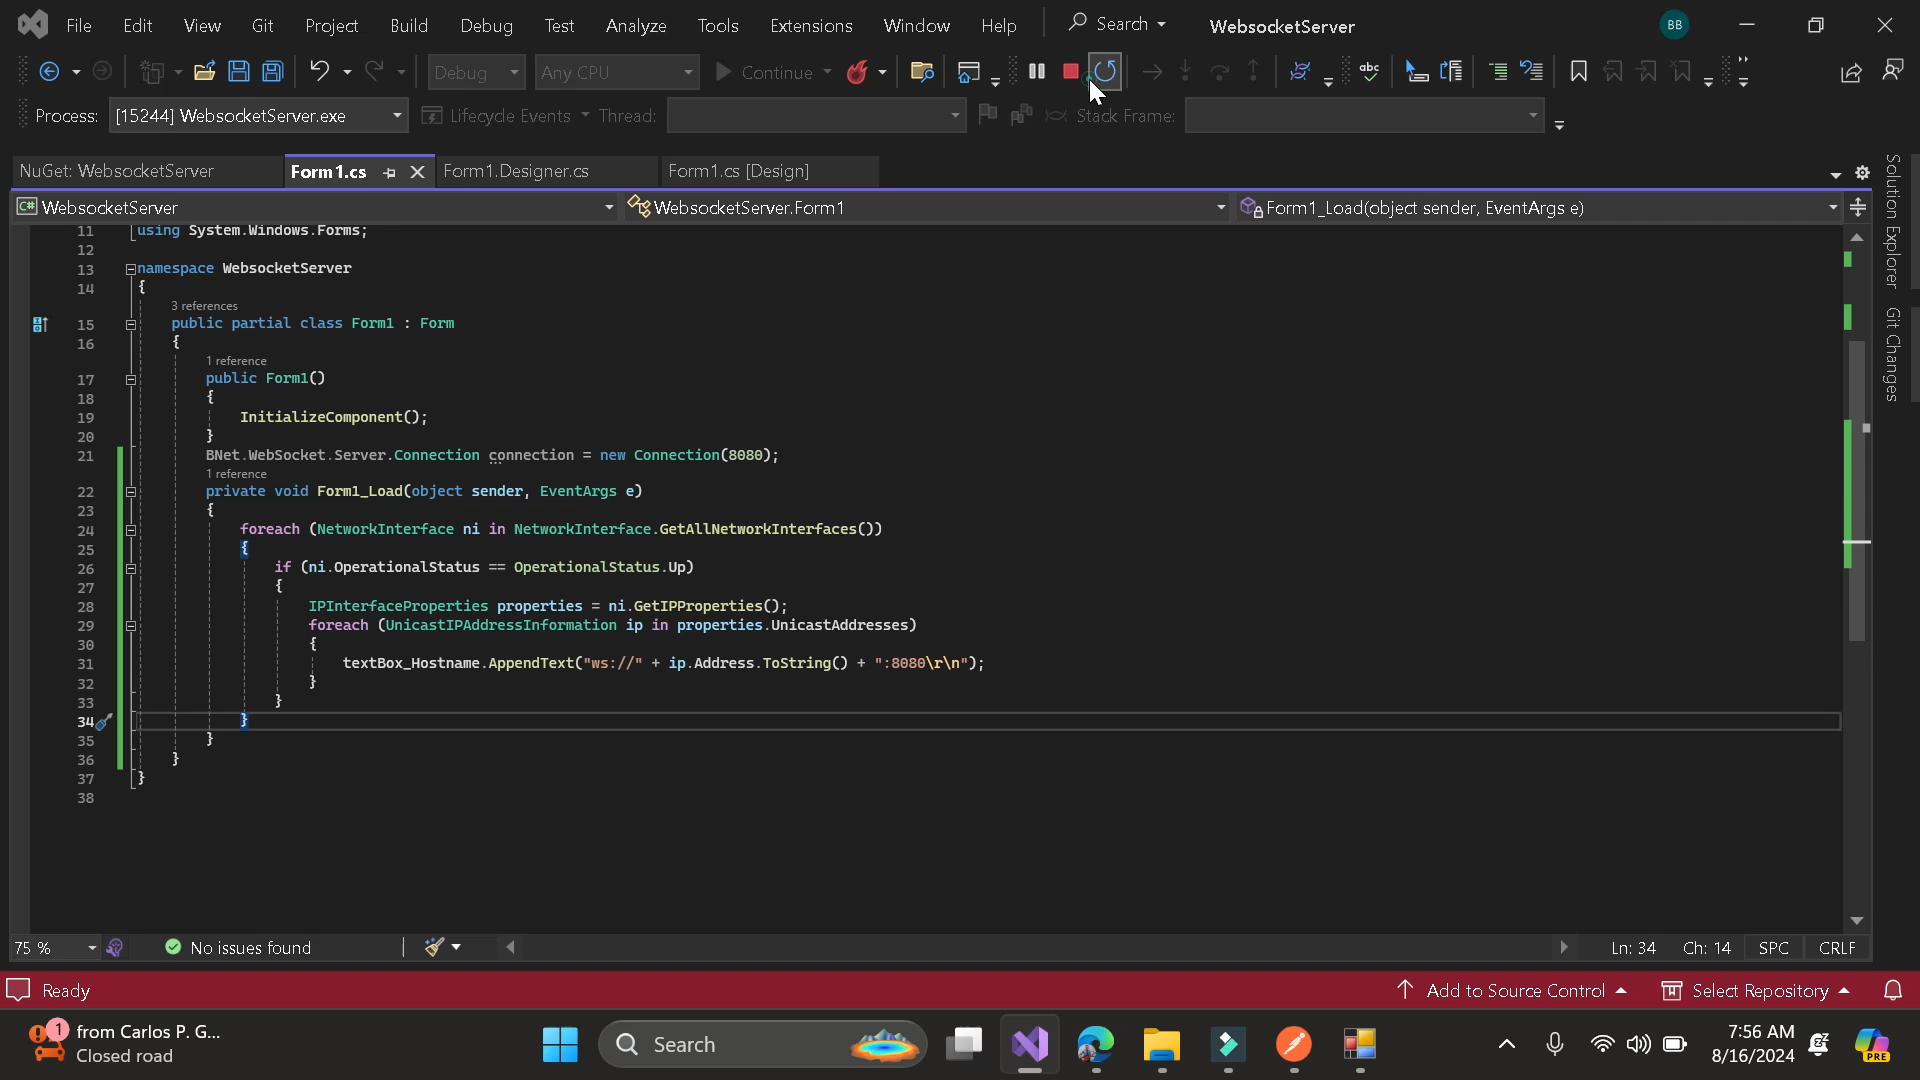 File Edit View Git Project Build Debug Test Analyze Tools Extensions Window Help Search WebsocketServer BB
Debug Any CPU Continue abc
Process: [15244] WebsocketServer.exe Lifecycle Events Thread: Stack Frame:
NuGet: WebsocketServer Form1.cs Form1.Designer.cs Form1.cs [Design]
C# WebsocketServer WebsocketServer.Form1 Form1_Load(object sender, EventArgs e)
Solution Explorer
Git Changes
11 using System.Windows.Forms;
12
13 namespace WebsocketServer
14 {
3 references
15 public partial class Form1 : Form
16 {
1 reference
17 public Form1()
18 {
19 InitializeComponent();
20 }
21 BNet.WebSocket.Server.Connection connection = new Connection(8080);
1 reference
22 private void Form1_Load(object sender, EventArgs e)
23 {
24 foreach (NetworkInterface ni in NetworkInterface.GetAllNetworkInterfaces())
25 {
26 if (ni.OperationalStatus == OperationalStatus.Up)
27 {
28 IPInterfaceProperties properties = ni.GetIPProperties();
29 foreach (UnicastIPAddressInformation ip in properties.UnicastAddresses)
30 {
31 textBox_Hostname.AppendText("ws://" + ip.Address.ToString() + ":8080\r\n");
32 }
33 }
34 }
35 }
36 }
37 }
38
75 % No issues found Ln: 34 Ch: 14 SPC CRLF
Ready Add to Source Control Select Repository
1 from Carlos P. G...
Closed road
Search
7:56 AM
8/16/2024
PRE